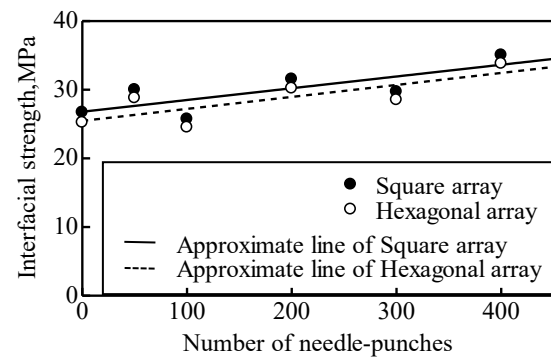 40
30
20
10
0
Interfacial strength,MPa
Square array
Hexagonal array
Approximate line of Square array
Approximate line of Hexagonal array
0 100 200 300 400
Number of needle-punches